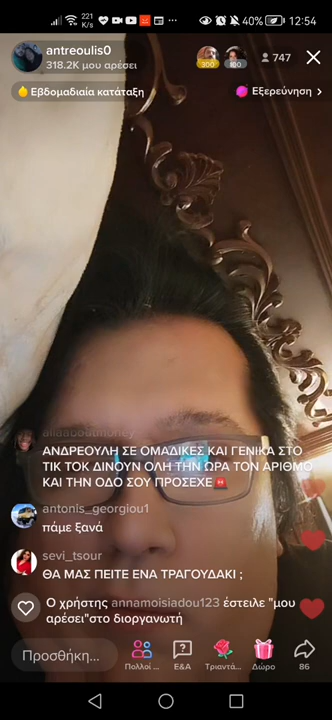 221
K/s
40%
12:54
antreoulis0
318.2K μου αρέσει
300
100
747
Εβδομαδιαία κατάταξη
Εξερεύνηση
allaboutmoney
ΑΝΔΡΕΟΥΛΗ ΣΕ ΟΜΑΔΙΚΕΣ ΚΑΙ ΓΕΝΙΚΑ ΣΤΟ
ΤΙΚ ΤΟΚ ΔΙΝΟΥΝ ΟΛΗ ΤΗΝ ΩΡΑ ΤΟΝ ΑΡΙΘΜΟ
ΚΑΙ ΤΗΝ ΟΔΟ ΣΟΥ ΠΡΟΣΕΧΕ🚨
antonis_georgiou1
πάμε ξανά
sevi_tsour
ΘΑ ΜΑΣ ΠΕΙΤΕ ΕΝΑ ΤΡΑΓΟΥΔΑΚΙ ;
Ο χρήστης annamoisiadou123 έστειλε "μου
αρέσει"στο διοργανωτή
Προσθήκη...
Πολλοί ...
Ε&Α
Τριαντά...
Δώρο
86